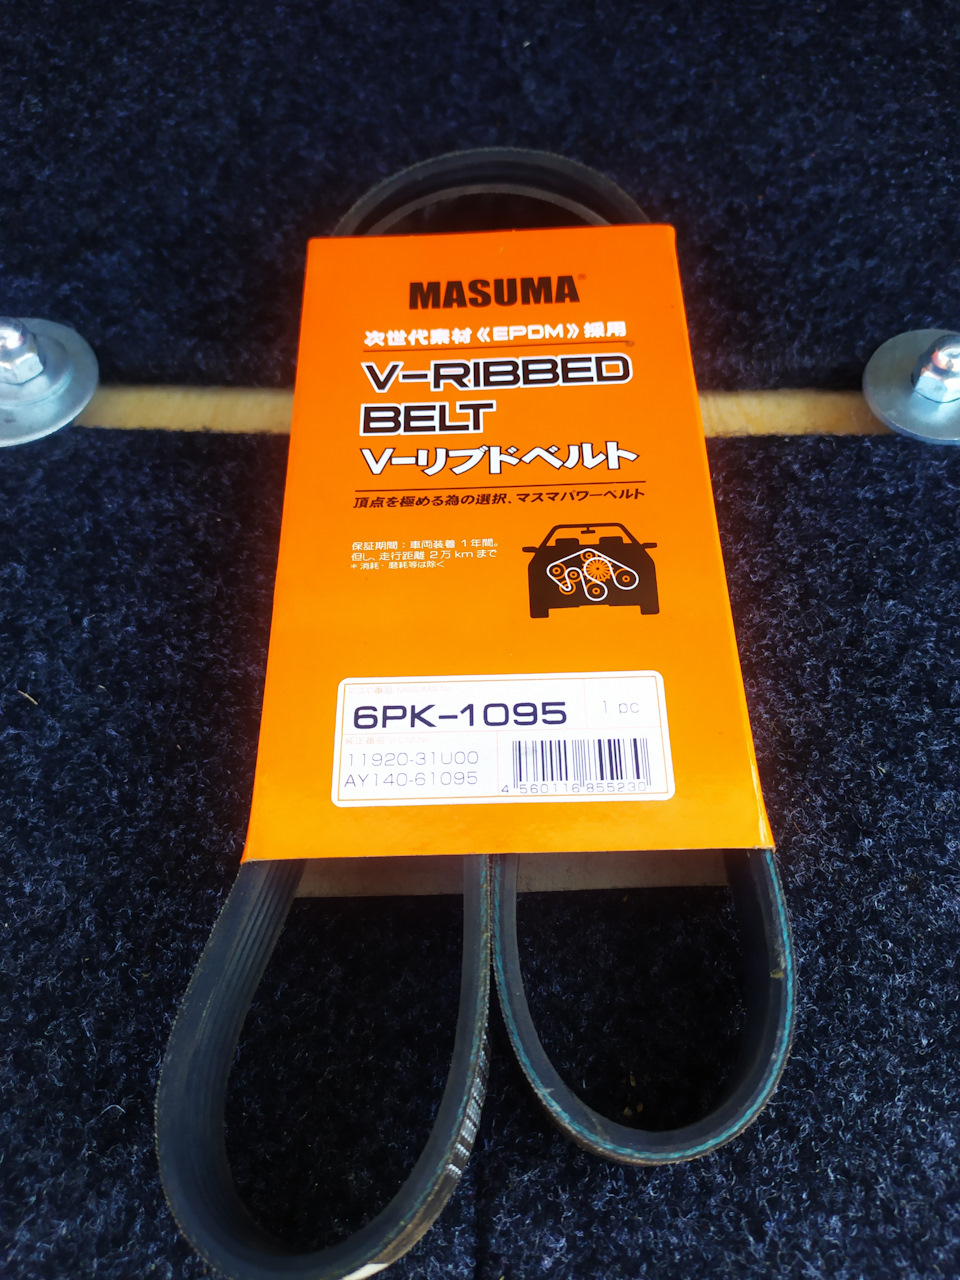 MASUMA
次世代素材《EPDM》採用
V-RIBBED
BELT
V-リブドベルト
頂点を極める為の選択、マスマパワーベルト
保証期間：車両装着 1年間。
但し、走行距離 2万kmまで
＊消耗・磨耗等は除く
6PK-1095
1 pc
11920-31U00
AY140-61095
4 560116 855230